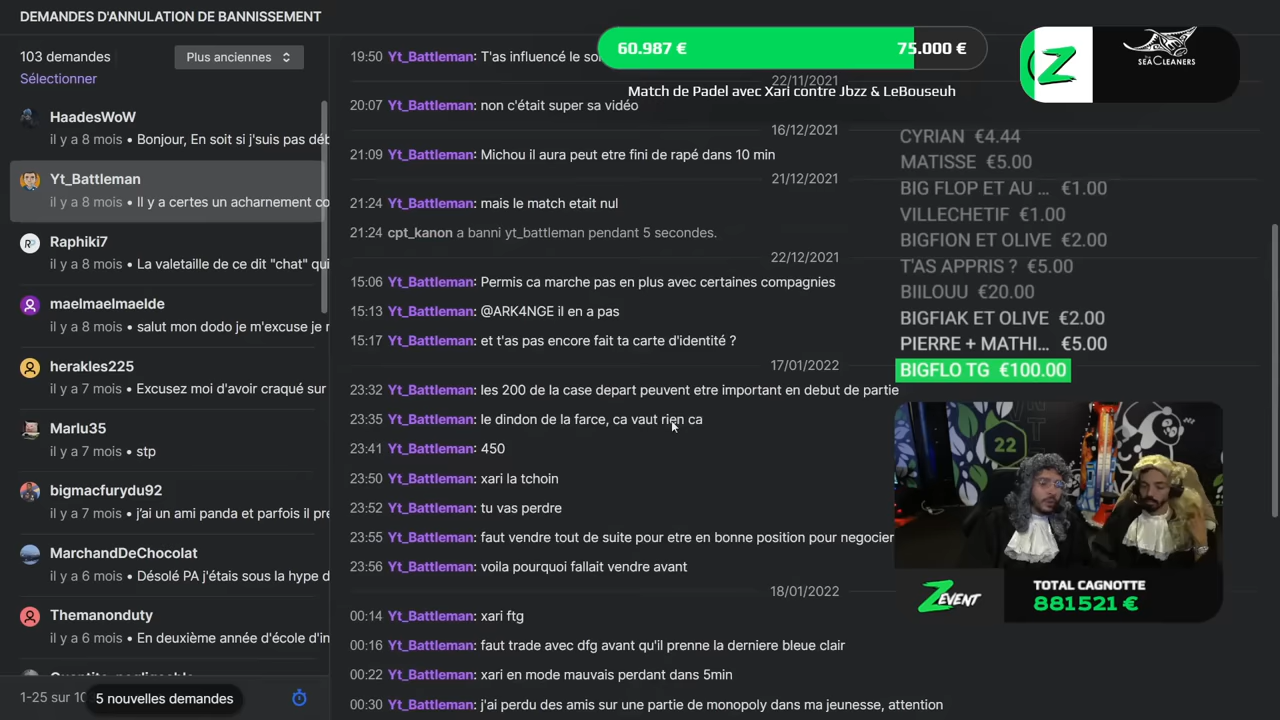 DEMANDES D'ANNULATION DE BANNISSEMENT
103 demandes
Plus anciennes
Sélectionner
HaadesWoW
il y a 8 mois • Bonjour, En soit si j'suis pas déb
Yt_Battleman
il y a 8 mois • Il y a certes un acharnement co
Raphiki7
il y a 8 mois • La valetaille de ce dit "chat" qui
maelmaelmaelde
il y a 8 mois • salut mon dodo je m'excuse je r
herakles225
il y a 7 mois • Excusez moi d'avoir craqué sur
Marlu35
il y a 7 mois • stp
bigmacfurydu92
il y a 7 mois • j'ai un ami panda et parfois il pre
MarchandDeChocolat
il y a 6 mois • Désolé PA j'étais sous la hype d
Themanonduty
il y a 6 mois • En deuxième année d'école d'in
1-25 sur 10
5 nouvelles demandes
19:50 Yt_Battleman: T'as influencé le so
22/11/2021
20:07 Yt_Battleman: non c'était super sa vidéo
16/12/2021
21:09 Yt_Battleman: Michou il aura peut etre fini de rapé dans 10 min
21/12/2021
21:24 Yt_Battleman: mais le match etait nul
21:24 cpt_kanon a banni yt_battleman pendant 5 secondes.
22/12/2021
15:06 Yt_Battleman: Permis ca marche pas en plus avec certaines compagnies
15:13 Yt_Battleman: @ARK4NGE il en a pas
15:17 Yt_Battleman: et t'as pas encore fait ta carte d'identité ?
17/01/2022
23:32 Yt_Battleman: les 200 de la case depart peuvent etre important en debut de partie
23:35 Yt_Battleman: le dindon de la farce, ca vaut rien ca
23:41 Yt_Battleman: 450
23:50 Yt_Battleman: xari la tchoin
23:52 Yt_Battleman: tu vas perdre
23:55 Yt_Battleman: faut vendre tout de suite pour etre en bonne position pour negocier
23:56 Yt_Battleman: voila pourquoi fallait vendre avant
18/01/2022
00:14 Yt_Battleman: xari ftg
00:16 Yt_Battleman: faut trade avec dfg avant qu'il prenne la derniere bleue clair
00:22 Yt_Battleman: xari en mode mauvais perdant dans 5min
00:30 Yt_Battleman: j'ai perdu des amis sur une partie de monopoly dans ma jeunesse, attention
60.987 €
75.000 €
Match de Padel avec Xari contre Jbzz & LeBouseuh
Z
SEACLEANERS
CYRIAN €4.44
MATISSE €5.00
BIG FLOP ET AU ... €1.00
VILLECHETIF €1.00
BIGFION ET OLIVE €2.00
T'AS APPRIS ? €5.00
BIILOUU €20.00
BIGFIAK ET OLIVE €2.00
PIERRE + MATHI... €5.00
BIGFLO TG €100.00
22
ZEVENT
TOTAL CAGNOTTE
881521 €